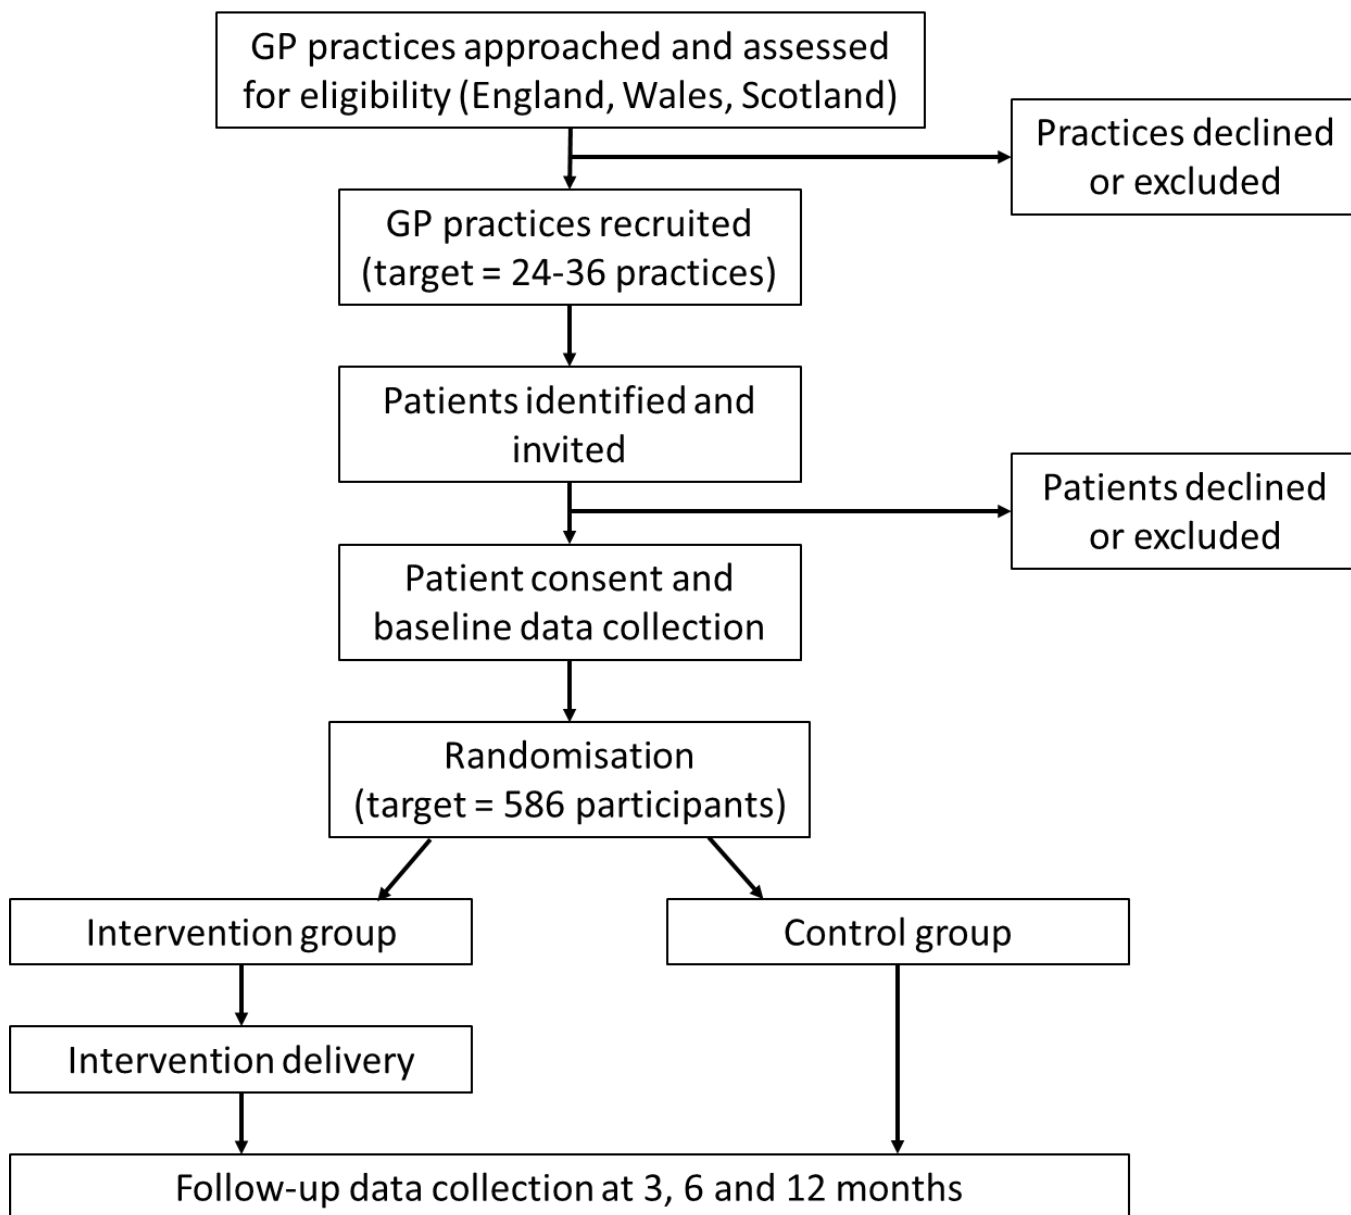 GP practices approached and assessed
for eligibility (England, Wales, Scotland)
Practices declined
or excluded
GP practices recruited
(target = 24-36 practices)
Patients identified and
invited
Patients declined
or excluded
Patient consent and
baseline data collection
Randomisation
(target = 586 participants)
Intervention group
Control group
Intervention delivery
Follow-up data collection at 3, 6 and 12 months